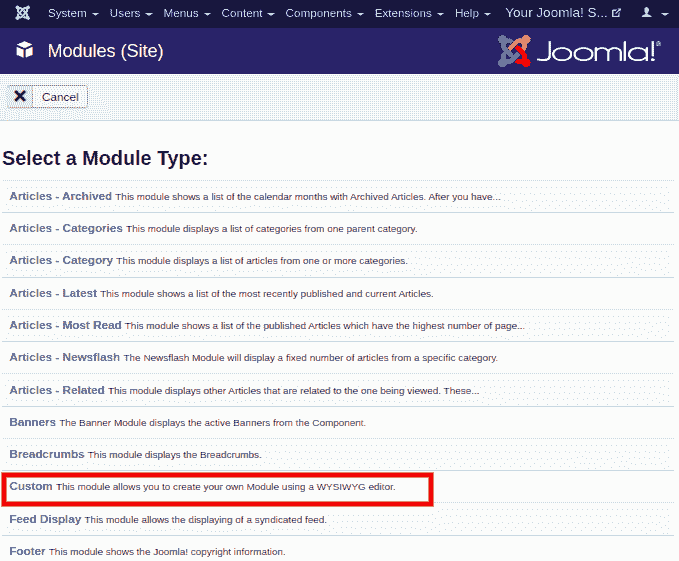 System Users Menus Content Components Extensions Help Your Joomla! S...
Modules (Site) Joomla!®
Cancel
Select a Module Type:
Articles - Archived This module shows a list of the calendar months with Archived Articles. After you have...
Articles - Categories This module displays a list of categories from one parent category.
Articles - Category This module displays a list of articles from one or more categories.
Articles - Latest This module shows a list of the most recently published and current Articles.
Articles - Most Read This module shows a list of the published Articles which have the highest number of page...
Articles - Newsflash The Newsflash Module will display a fixed number of articles from a specific category.
Articles - Related This module displays other Articles that are related to the one being viewed. These...
Banners The Banner Module displays the active Banners from the Component.
Breadcrumbs This module displays the Breadcrumbs.
Custom This module allows you to create your own Module using a WYSIWYG editor.
Feed Display This module allows the displaying of a syndicated feed.
Footer This module shows the Joomla! copyright information.